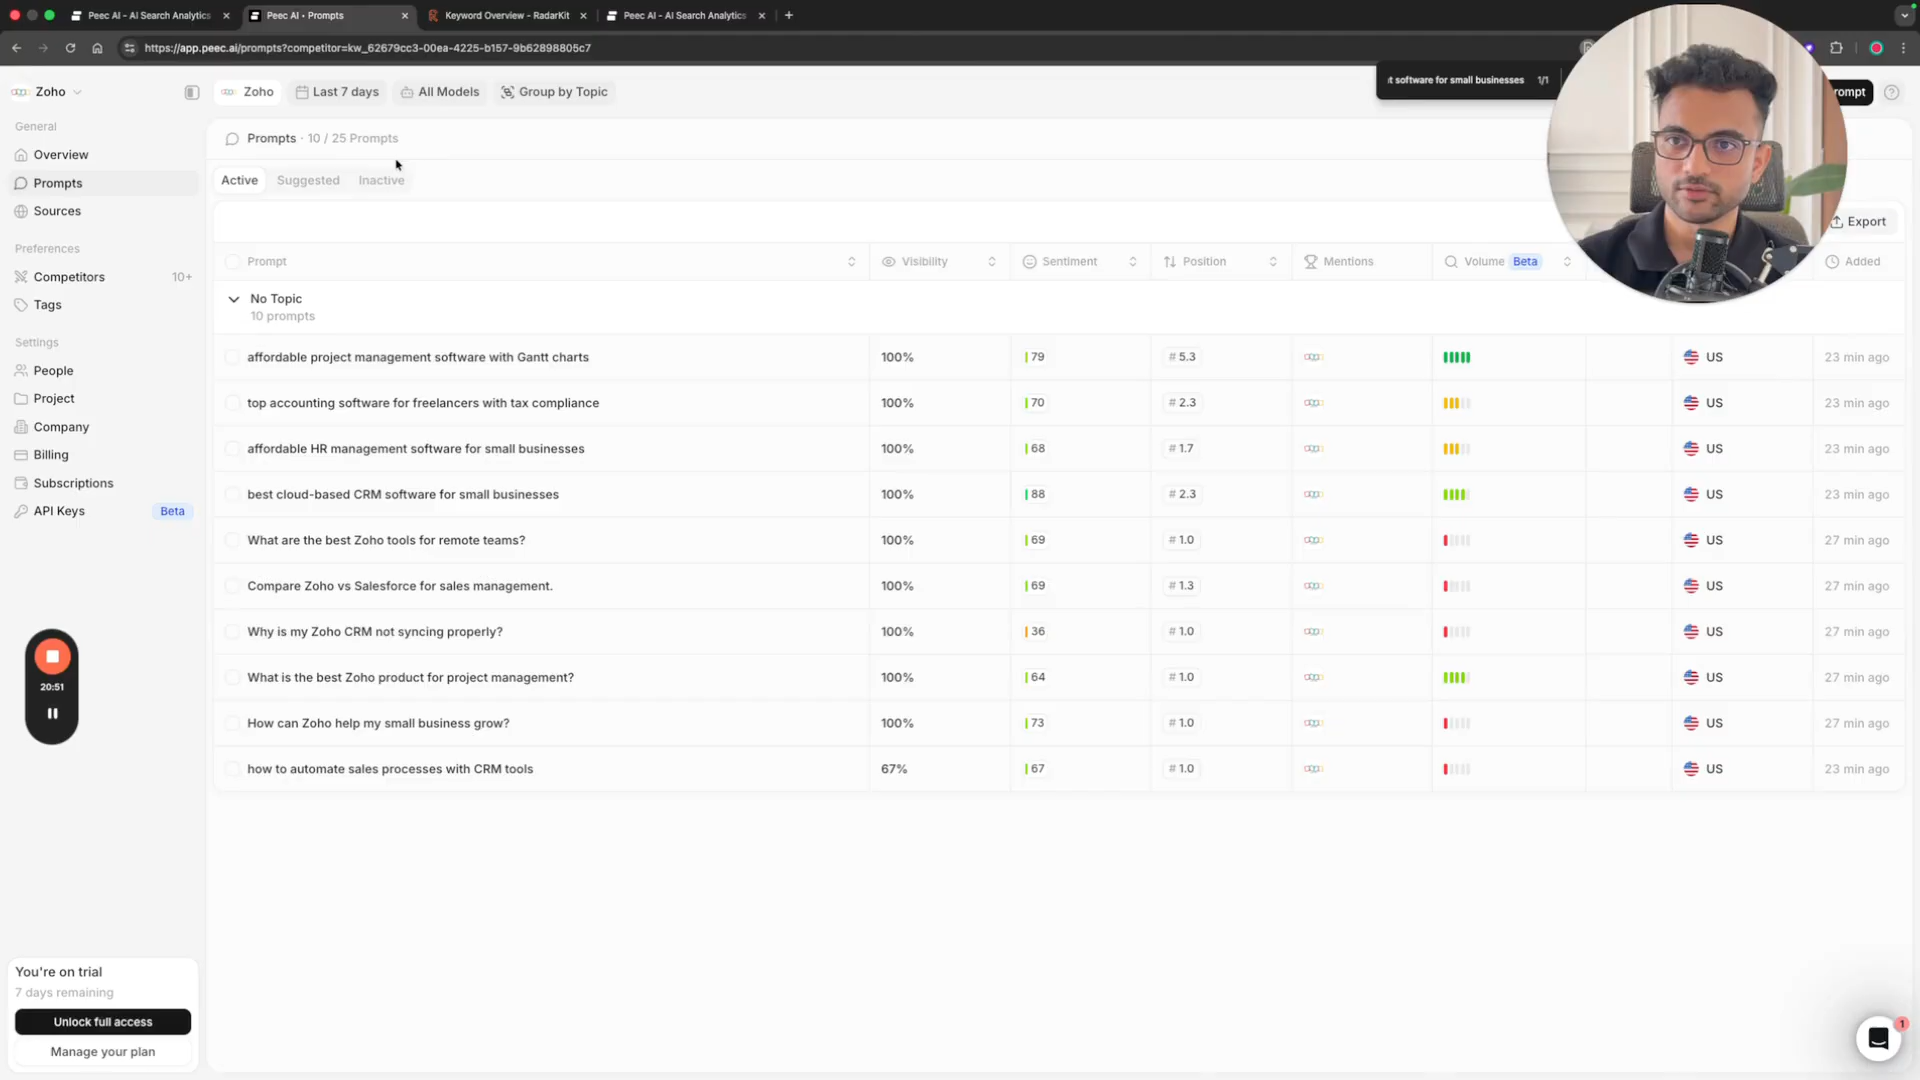 Peec AI - AI Search Analytics
Peec AI • Prompts
Keyword Overview - RadarKit
Peec AI - AI Search Analytics
https://app.peec.ai/prompts?competitor=kw_62679cc3-00ea-4225-b157-9b62898805c7
Zoho
Zoho
Last 7 days
All Models
Group by Topic
t software for small businesses 1/1
General
Overview
Prompts
Sources
Preferences
Competitors 10+
Tags
Settings
People
Project
Company
Billing
Subscriptions
API Keys Beta
20:51
You're on trial
7 days remaining
Unlock full access
Manage your plan
Prompts · 10 / 25 Prompts
Active Suggested Inactive
Export
Prompt Visibility Sentiment Position Mentions Volume Beta Added
No Topic
10 prompts
affordable project management software with Gantt charts 100% 79 # 5.3 US 23 min ago
top accounting software for freelancers with tax compliance 100% 70 # 2.3 US 23 min ago
affordable HR management software for small businesses 100% 68 # 1.7 US 23 min ago
best cloud-based CRM software for small businesses 100% 88 # 2.3 US 23 min ago
What are the best Zoho tools for remote teams? 100% 69 # 1.0 US 27 min ago
Compare Zoho vs Salesforce for sales management. 100% 69 # 1.3 US 27 min ago
Why is my Zoho CRM not syncing properly? 100% 36 # 1.0 US 27 min ago
What is the best Zoho product for project management? 100% 64 # 1.0 US 27 min ago
How can Zoho help my small business grow? 100% 73 # 1.0 US 27 min ago
how to automate sales processes with CRM tools 67% 67 # 1.0 US 23 min ago
1